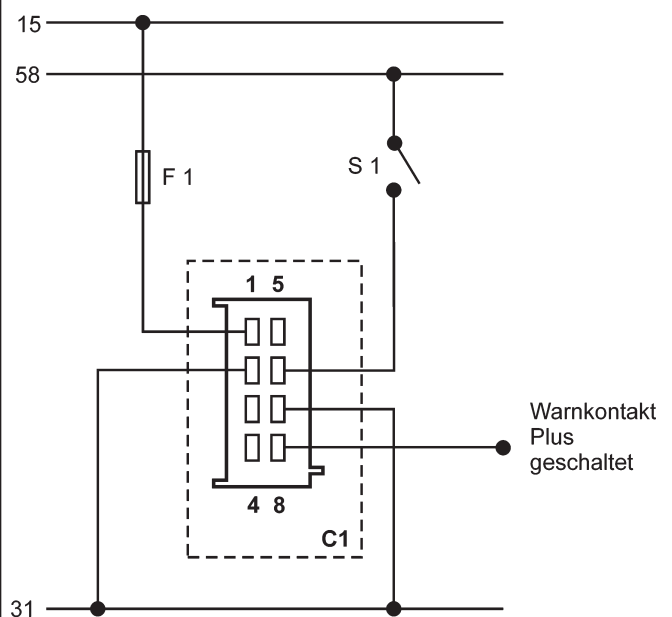 15
58
F 1
S 1
1 5
Warnkontakt
Plus
geschaltet
4 8
C1
31